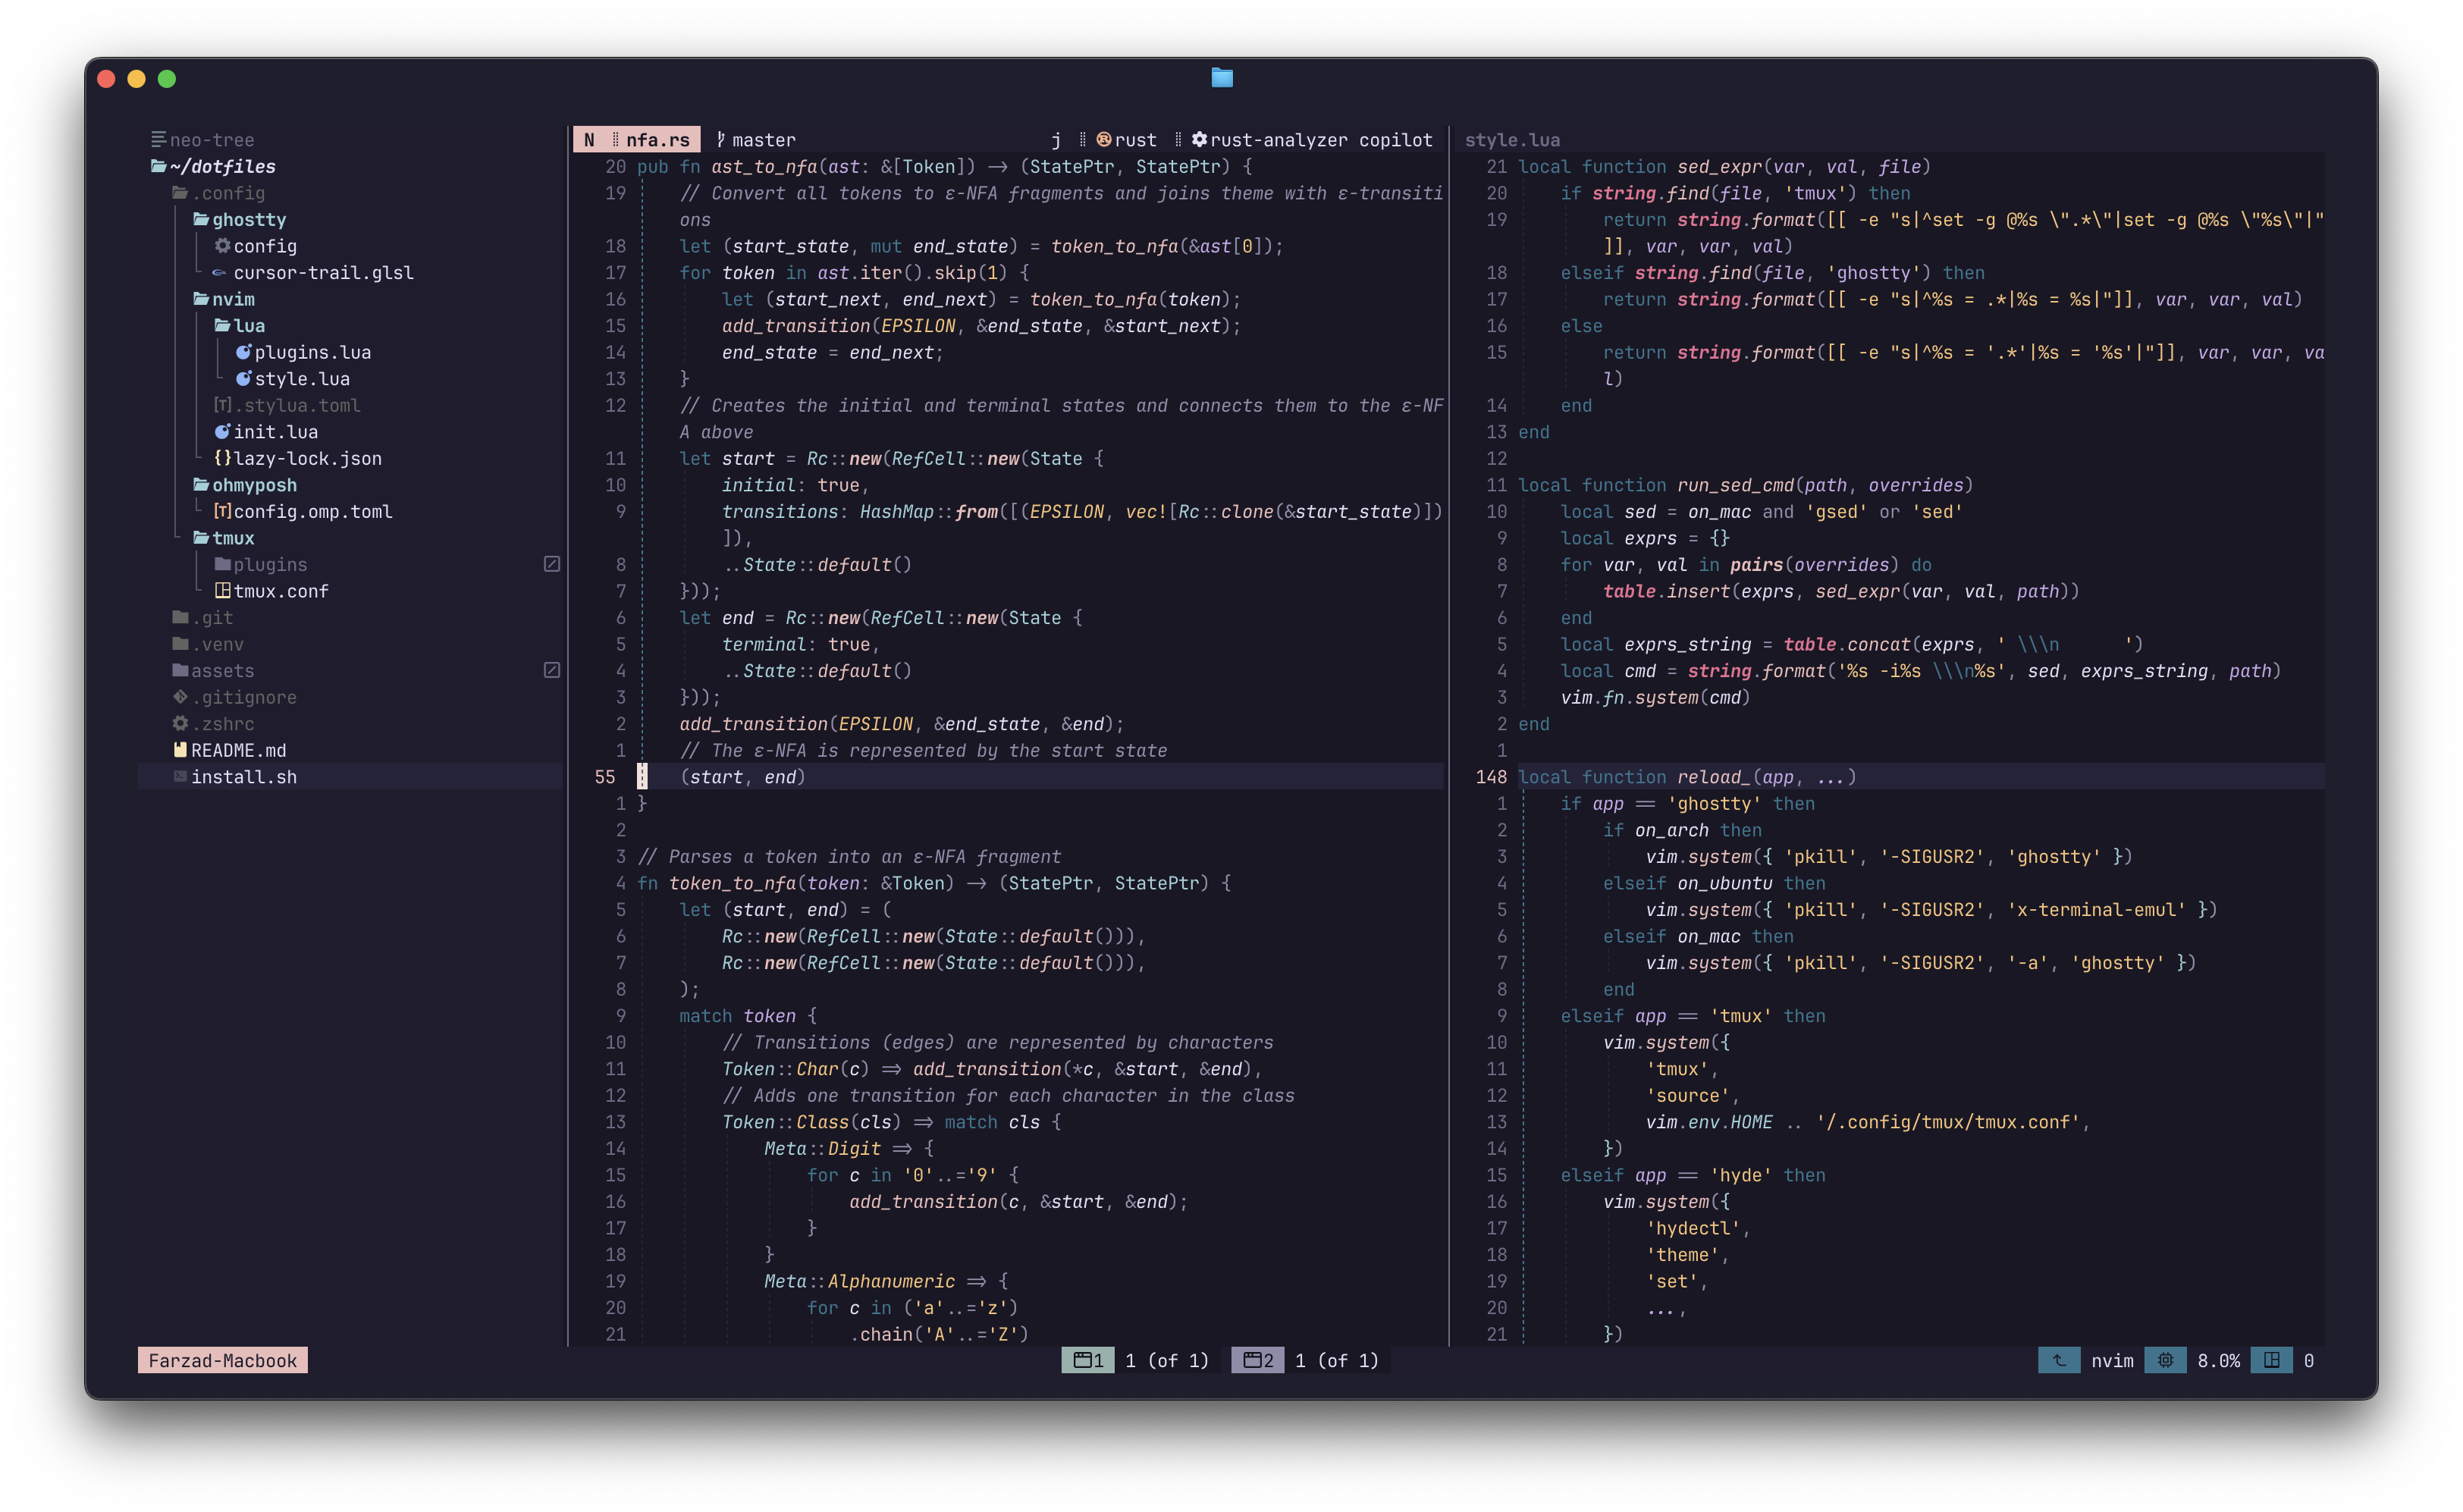 neo-tree
~/dotfiles
.config
ghostty
config
cursor-trail.glsl
nvim
lua
plugins.lua
style.lua
[T].stylua.toml
init.lua
{}lazy-lock.json
ohmyposh
[T]config.omp.toml
tmux
plugins
tmux.conf
.git
.venv
assets
.gitignore
.zshrc
README.md
install.sh
N nfa.rs master j rust rust-analyzer copilot
20 pub fn ast_to_nfa(ast: &[Token]) -> (StatePtr, StatePtr) {
19 // Convert all tokens to ε-NFA fragments and joins theme with ε-transiti
ons
18 let (start_state, mut end_state) = token_to_nfa(&ast[0]);
17 for token in ast.iter().skip(1) {
16 let (start_next, end_next) = token_to_nfa(token);
15 add_transition(EPSILON, &end_state, &start_next);
14 end_state = end_next;
13 }
12 // Creates the initial and terminal states and connects them to the ε-NF
A above
11 let start = Rc::new(RefCell::new(State {
10 initial: true,
9 transitions: HashMap::from([(EPSILON, vec![Rc::clone(&start_state)])
]),
8 ..State::default()
7 }));
6 let end = Rc::new(RefCell::new(State {
5 terminal: true,
4 ..State::default()
3 }));
2 add_transition(EPSILON, &end_state, &end);
1 // The ε-NFA is represented by the start state
55 (start, end)
1 }
2
3 // Parses a token into an ε-NFA fragment
4 fn token_to_nfa(token: &Token) -> (StatePtr, StatePtr) {
5 let (start, end) = (
6 Rc::new(RefCell::new(State::default())),
7 Rc::new(RefCell::new(State::default())),
8 );
9 match token {
10 // Transitions (edges) are represented by characters
11 Token::Char(c) => add_transition(*c, &start, &end),
12 // Adds one transition for each character in the class
13 Token::Class(cls) => match cls {
14 Meta::Digit => {
15 for c in '0'..='9' {
16 add_transition(c, &start, &end);
17 }
18 }
19 Meta::Alphanumeric => {
20 for c in ('a'..='z')
21 .chain('A'..='Z')
style.lua
21 local function sed_expr(var, val, file)
20 if string.find(file, 'tmux') then
19 return string.format([[ -e "s|^set -g @%s \".*\"|set -g @%s \"%s\"|"
]], var, var, val)
18 elseif string.find(file, 'ghostty') then
17 return string.format([[ -e "s|^%s = .*|%s = %s|"]], var, var, val)
16 else
15 return string.format([[ -e "s|^%s = '.*'|%s = '%s'|"]], var, var, va
l)
14 end
13 end
12
11 local function run_sed_cmd(path, overrides)
10 local sed = on_mac and 'gsed' or 'sed'
9 local exprs = {}
8 for var, val in pairs(overrides) do
7 table.insert(exprs, sed_expr(var, val, path))
6 end
5 local exprs_string = table.concat(exprs, ' \\\n      ')
4 local cmd = string.format('%s -i%s \\\n%s', sed, exprs_string, path)
3 vim.fn.system(cmd)
2 end
1
148 local function reload_(app, ...)
1 if app == 'ghostty' then
2 if on_arch then
3 vim.system({ 'pkill', '-SIGUSR2', 'ghostty' })
4 elseif on_ubuntu then
5 vim.system({ 'pkill', '-SIGUSR2', 'x-terminal-emul' })
6 elseif on_mac then
7 vim.system({ 'pkill', '-SIGUSR2', '-a', 'ghostty' })
8 end
9 elseif app == 'tmux' then
10 vim.system({
11 'tmux',
12 'source',
13 vim.env.HOME .. '/.config/tmux/tmux.conf',
14 })
15 elseif app == 'hyde' then
16 vim.system({
17 'hydectl',
18 'theme',
19 'set',
20 ...,
21 })
Farzad-Macbook
1 1 (of 1) 2 1 (of 1)
nvim 8.0% 0